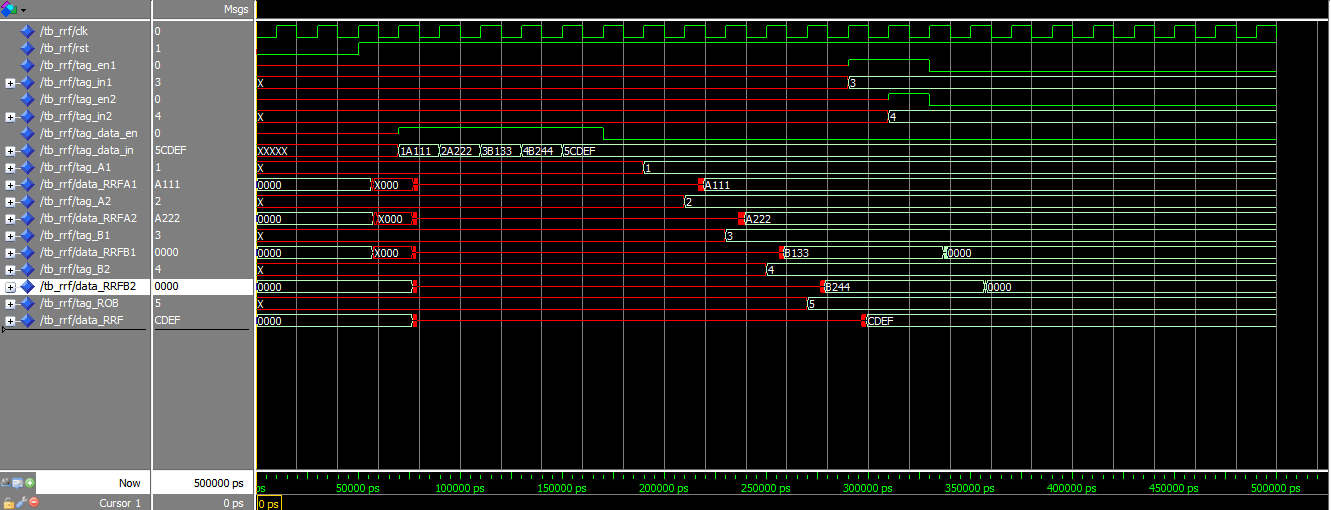 Msgs
/tb_rrf/clk 0
/tb_rrf/rst 1
/tb_rrf/tag_en1 0
/tb_rrf/tag_in1 3 X 3
/tb_rrf/tag_en2 0
/tb_rrf/tag_in2 4 X 4
/tb_rrf/tag_data_en 0
/tb_rrf/tag_data_in 5CDEF XXXXX 1A111 2A222 3B133 4B244 5CDEF
/tb_rrf/tag_A1 1 X 1
/tb_rrf/data_RRFA1 A111 0000 X000 A111
/tb_rrf/tag_A2 2 X 2
/tb_rrf/data_RRFA2 A222 0000 X000 A222
/tb_rrf/tag_B1 3 X 3
/tb_rrf/data_RRFB1 0000 0000 X000 B133 0000
/tb_rrf/tag_B2 4 X 4
/tb_rrf/data_RRFB2 0000 0000 B244 0000
/tb_rrf/tag_ROB 5 X 5
/tb_rrf/data_RRF CDEF 0000 CDEF
Now 500000 ps ps 50000 ps 100000 ps 150000 ps 200000 ps 250000 ps 300000 ps 350000 ps 400000 ps 450000 ps 500000 ps
Cursor 1 0 ps 0 ps